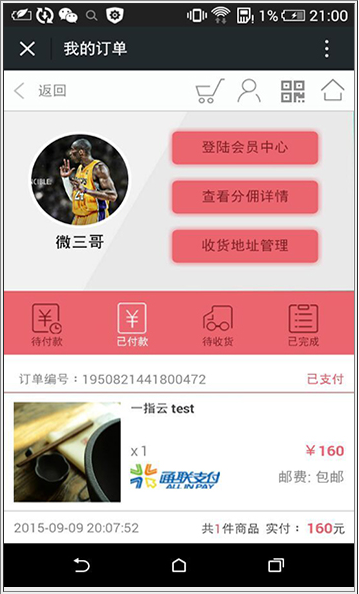 1% 21:00
我的订单
返回
登陆会员中心
查看分佣详情
收货地址管理
微三哥
待付款 已付款 待收货 已完成
订单编号：1950821441800472 已支付
一指云 test
x 1 ￥160
通联支付
ALL IN PAY
邮费: 包邮
2015-09-09 20:07:52 共1件商品 实付： 160元